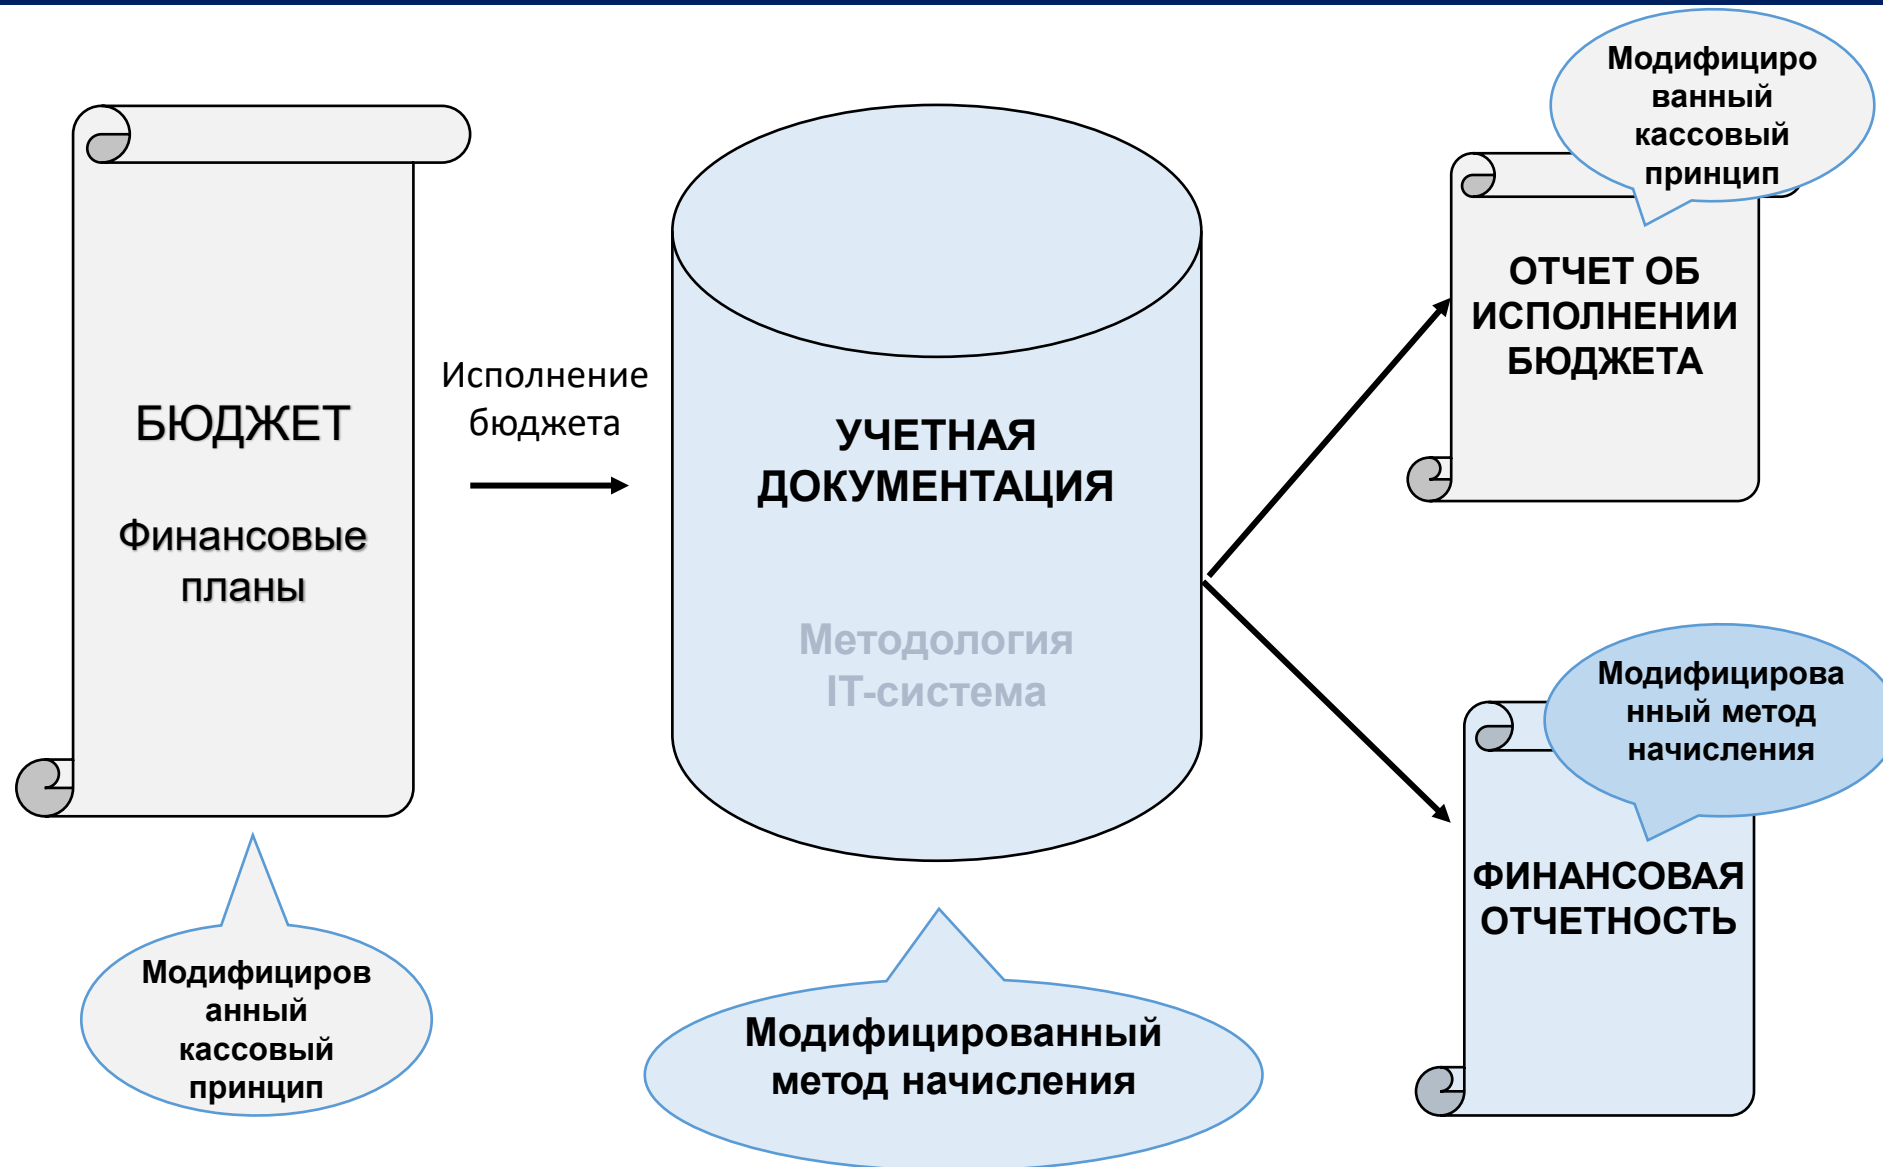 БЮДЖЕТ
Финансовые
планы
Модифициров
анный
кассовый
принцип
Исполнение
бюджета
УЧЕТНАЯ
ДОКУМЕНТАЦИЯ
Методология
IT-система
Модифицированный
метод начисления
Модифициро
ванный
кассовый
принцип
ОТЧЕТ ОБ
ИСПОЛНЕНИИ
БЮДЖЕТА
Модифицирова
нный метод
начисления
ФИНАНСОВАЯ
ОТЧЕТНОСТЬ